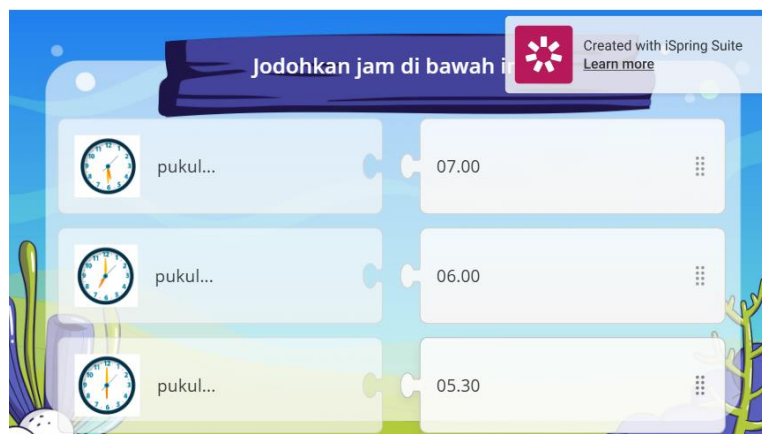 Jodohkan jam di bawah i
Created with iSpring Suite
Learn more
pukul...
07.00
pukul...
06.00
pukul...
05.30